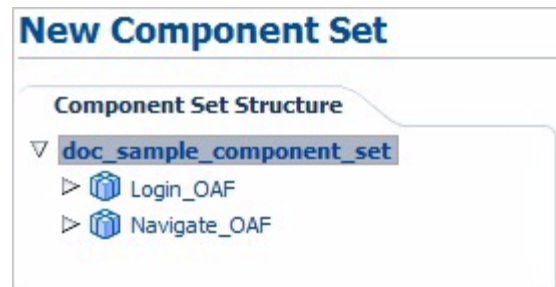 New Component Set
Component Set Structure
doc_sample_component_set
Login_OAF
Navigate_OAF